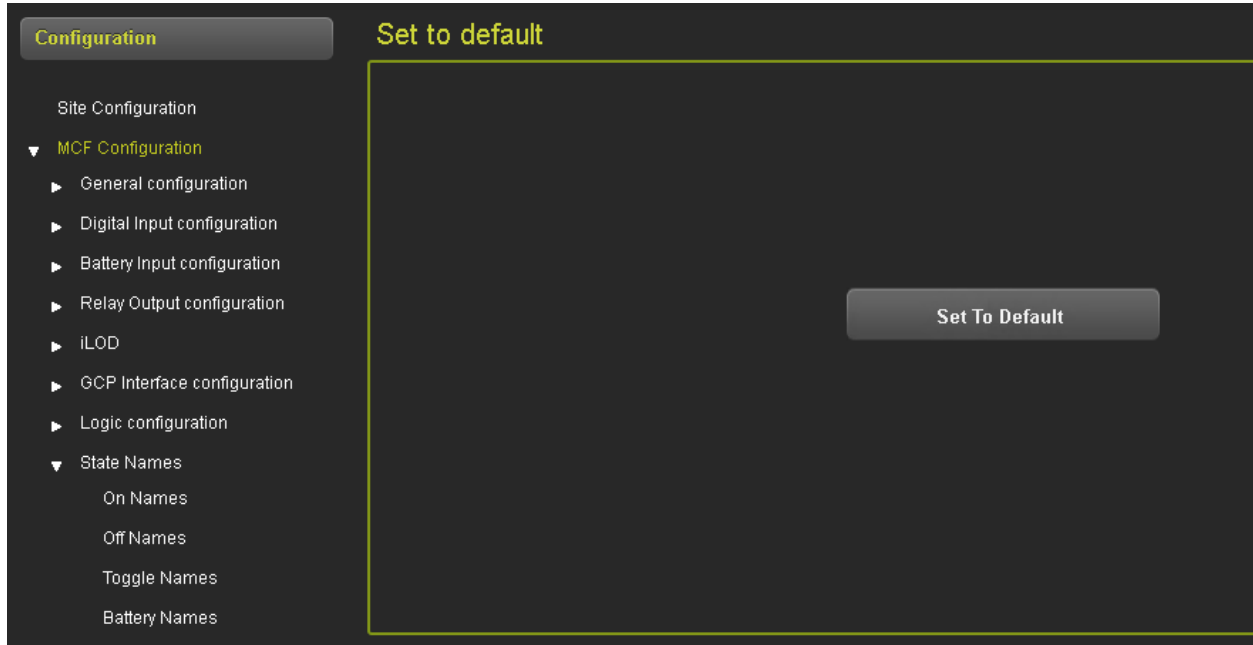 Configuration
Set to default
Site Configuration
MCF Configuration
General configuration
Digital Input configuration
Battery Input configuration
Relay Output configuration
iLOD
GCP Interface configuration
Logic configuration
State Names
On Names
Off Names
Toggle Names
Battery Names
Set To Default